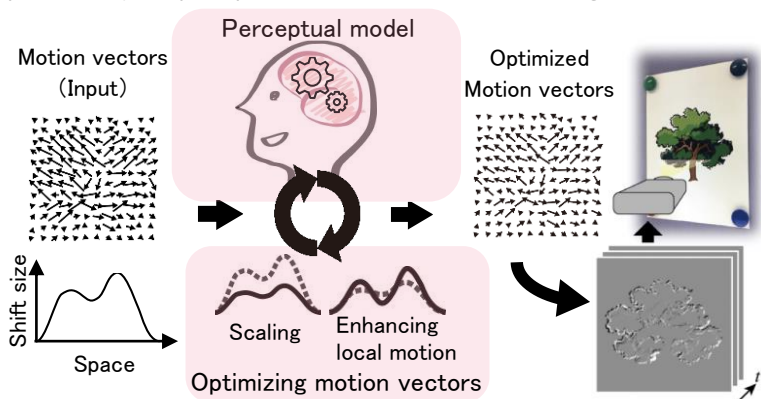 Perceptual model
Motion vectors
(Input)
Optimized
Motion vectors
Shift size
Space
Scaling
Enhancing
local motion
Optimizing motion vectors
t